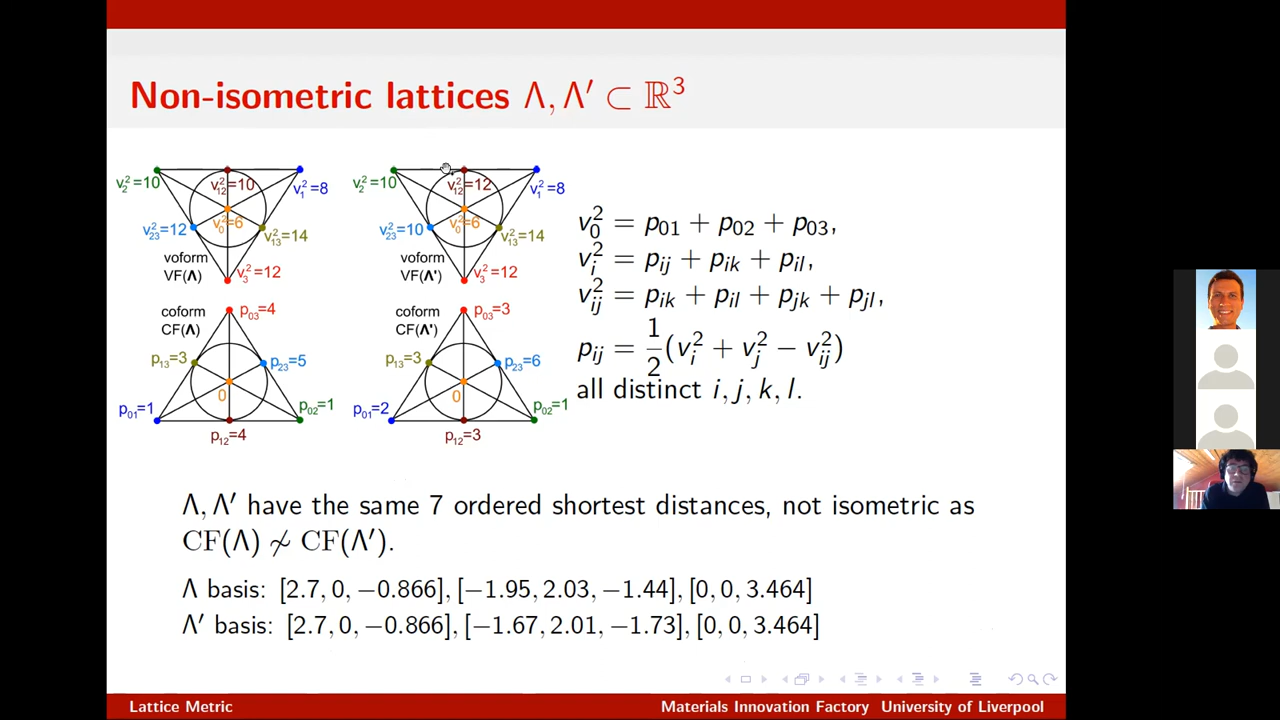 Non-isometric lattices Λ, Λ′ ⊂ ℝ³
v₂²=10
v₁₂²=10
v₁²=8
v₀²=6
v₂₃²=12
v₁₃²=14
voform
VF(Λ)
v₃²=12
v₂²=10
v₁₂²=12
v₁²=8
v₀²=6
v₂₃²=10
v₁₃²=14
voform
VF(Λ′)
v₃²=12
coform
CF(Λ)
p₀₃=4
p₁₃=3
p₂₃=5
0
p₀₁=1
p₀₂=1
p₁₂=4
coform
CF(Λ′)
p₀₃=3
p₁₃=3
p₂₃=6
0
p₀₁=2
p₀₂=1
p₁₂=3
v₀² = p₀₁ + p₀₂ + p₀₃,
vᵢ² = pᵢⱼ + pᵢₖ + pᵢₗ,
vᵢⱼ² = pᵢₖ + pᵢₗ + pⱼₖ + pⱼₗ,
pᵢⱼ = 1/2(vᵢ² + vⱼ² − vᵢⱼ²)
all distinct i, j, k, l.
Λ, Λ′ have the same 7 ordered shortest distances, not isometric as
CF(Λ) ≁ CF(Λ′).
Λ basis: [2.7, 0, −0.866], [−1.95, 2.03, −1.44], [0, 0, 3.464]
Λ′ basis: [2.7, 0, −0.866], [−1.67, 2.01, −1.73], [0, 0, 3.464]
Lattice Metric
Materials Innovation Factory University of Liverpool